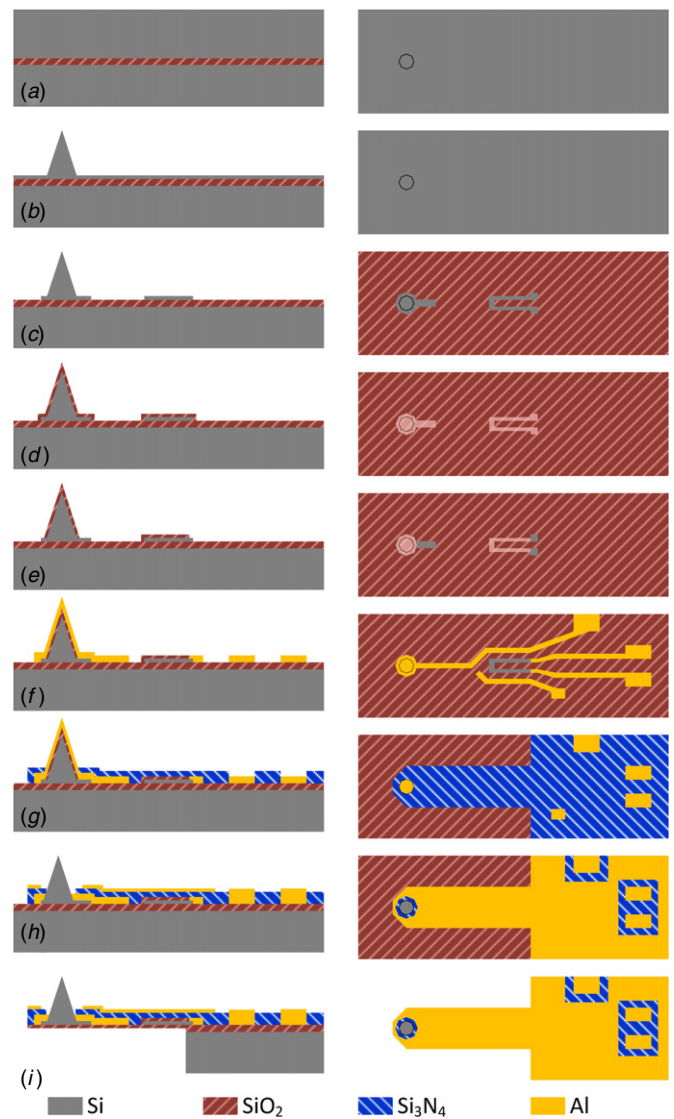 (a)
(b)
(c)
(d)
(e)
(f)
(g)
(h)
(i)
Si SiO₂ Si₃N₄ Al